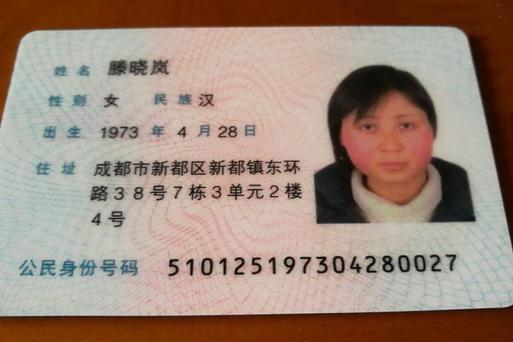 姓名 滕晓岚
性别 女 民族 汉
出生 1973 年 4 月 28 日
住址 成都市新都区新都镇东环
路38号7栋3单元2楼
4号
公民身份号码 510125197304280027